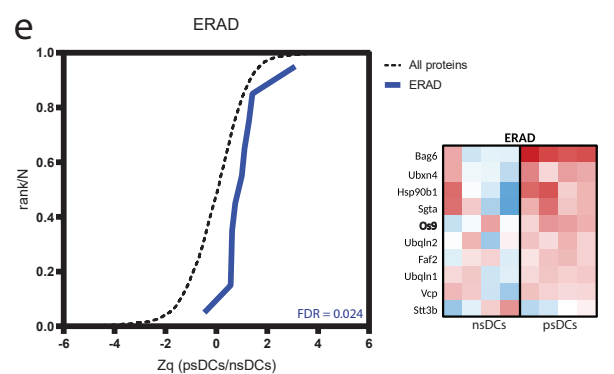 e
ERAD
1.0
0.8
0.6
0.4
0.2
0.0
rank/N
-6
-4
-2
0
2
4
6
Zq (psDCs/nsDCs)
FDR = 0.024
All proteins
ERAD
ERAD
Bag6
Ubxn4
Hsp90b1
Sgta
Os9
Ubqln2
Faf2
Ubqln1
Vcp
Stt3b
nsDCs
psDCs